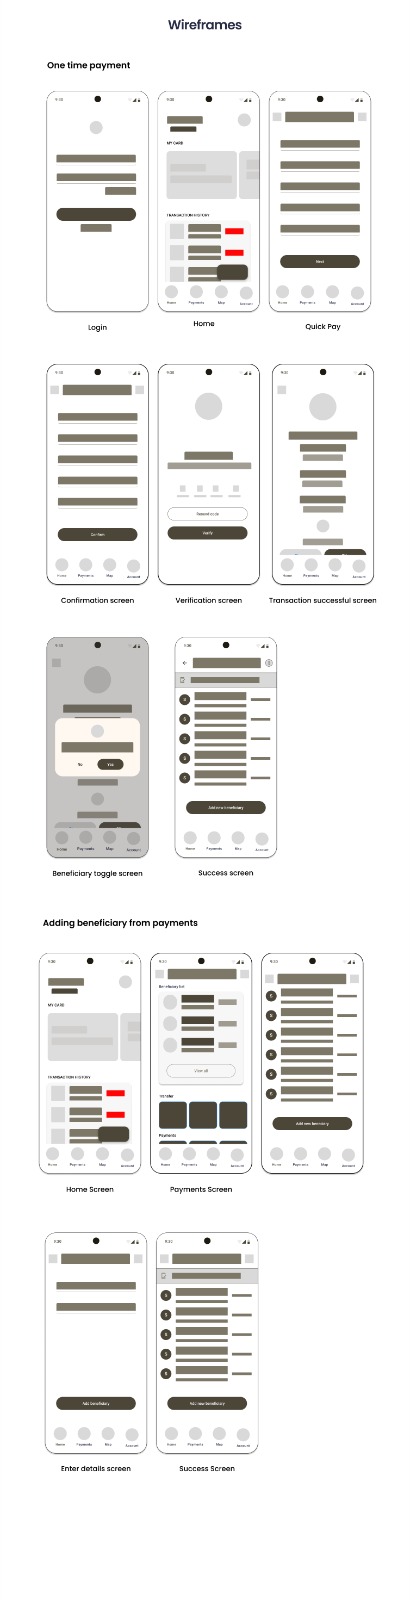 Wireframes
One time payment
9:30
9:30
9:30
MY CARD
TRANSACTION HISTORY
Next
Home Payments Map Account
Home Payments Map Account
Login
Home
Quick Pay
9:30
9:30
9:30
Resend code
Confirm
Verify
Home Payments Map Account
Home Payments Map Account
Confirmation screen
Verification screen
Transaction successful screen
9:30
9:30
S
S
S
S
S
No Yes
Add new beneficiary
Home Payments Map Account
Home Payments Map Account
Beneficiary toggle screen
Success screen
Adding beneficiary from payments
9:30
9:30
9:30
MY CARD
TRANSACTION HISTORY
Home Payments Map Account
Beneficiary list
View all
Transfer
Payments
Home Payments Map Account
S
S
S
S
S
S
Add new beneficiary
Home Payments Map Account
Home Screen
Payments Screen
9:30
9:30
Add beneficiary
Home Payments Map Account
S
S
S
S
S
Add new beneficiary
Home Payments Map Account
Enter details screen
Success Screen